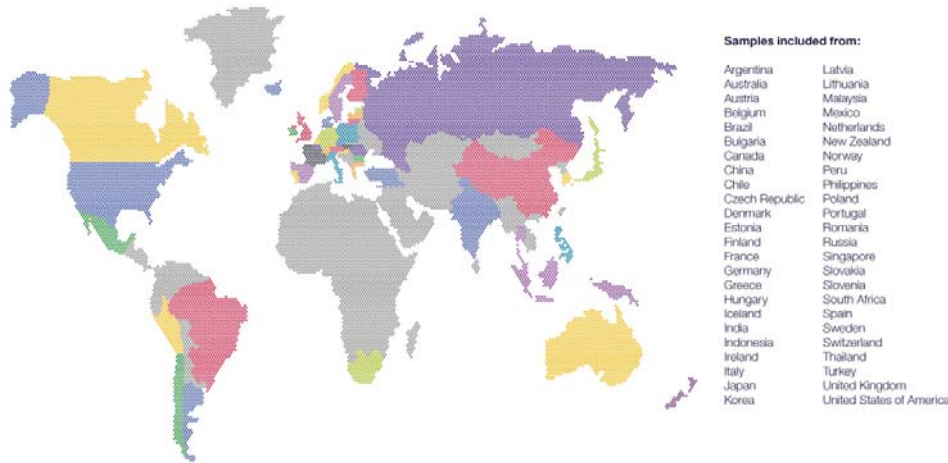 Samples included from:
Argentina
Australia
Austria
Belgium
Brazil
Bulgaria
Canada
China
Chile
Czech Republic
Denmark
Estonia
Finland
France
Germany
Greece
Hungary
Iceland
India
Indonesia
Ireland
Italy
Japan
Korea
Latvia
Lithuania
Malaysia
Mexico
Netherlands
New Zealand
Norway
Peru
Philippines
Poland
Portugal
Romania
Russia
Singapore
Slovakia
Slovenia
South Africa
Spain
Sweden
Switzerland
Thailand
Turkey
United Kingdom
United States of America